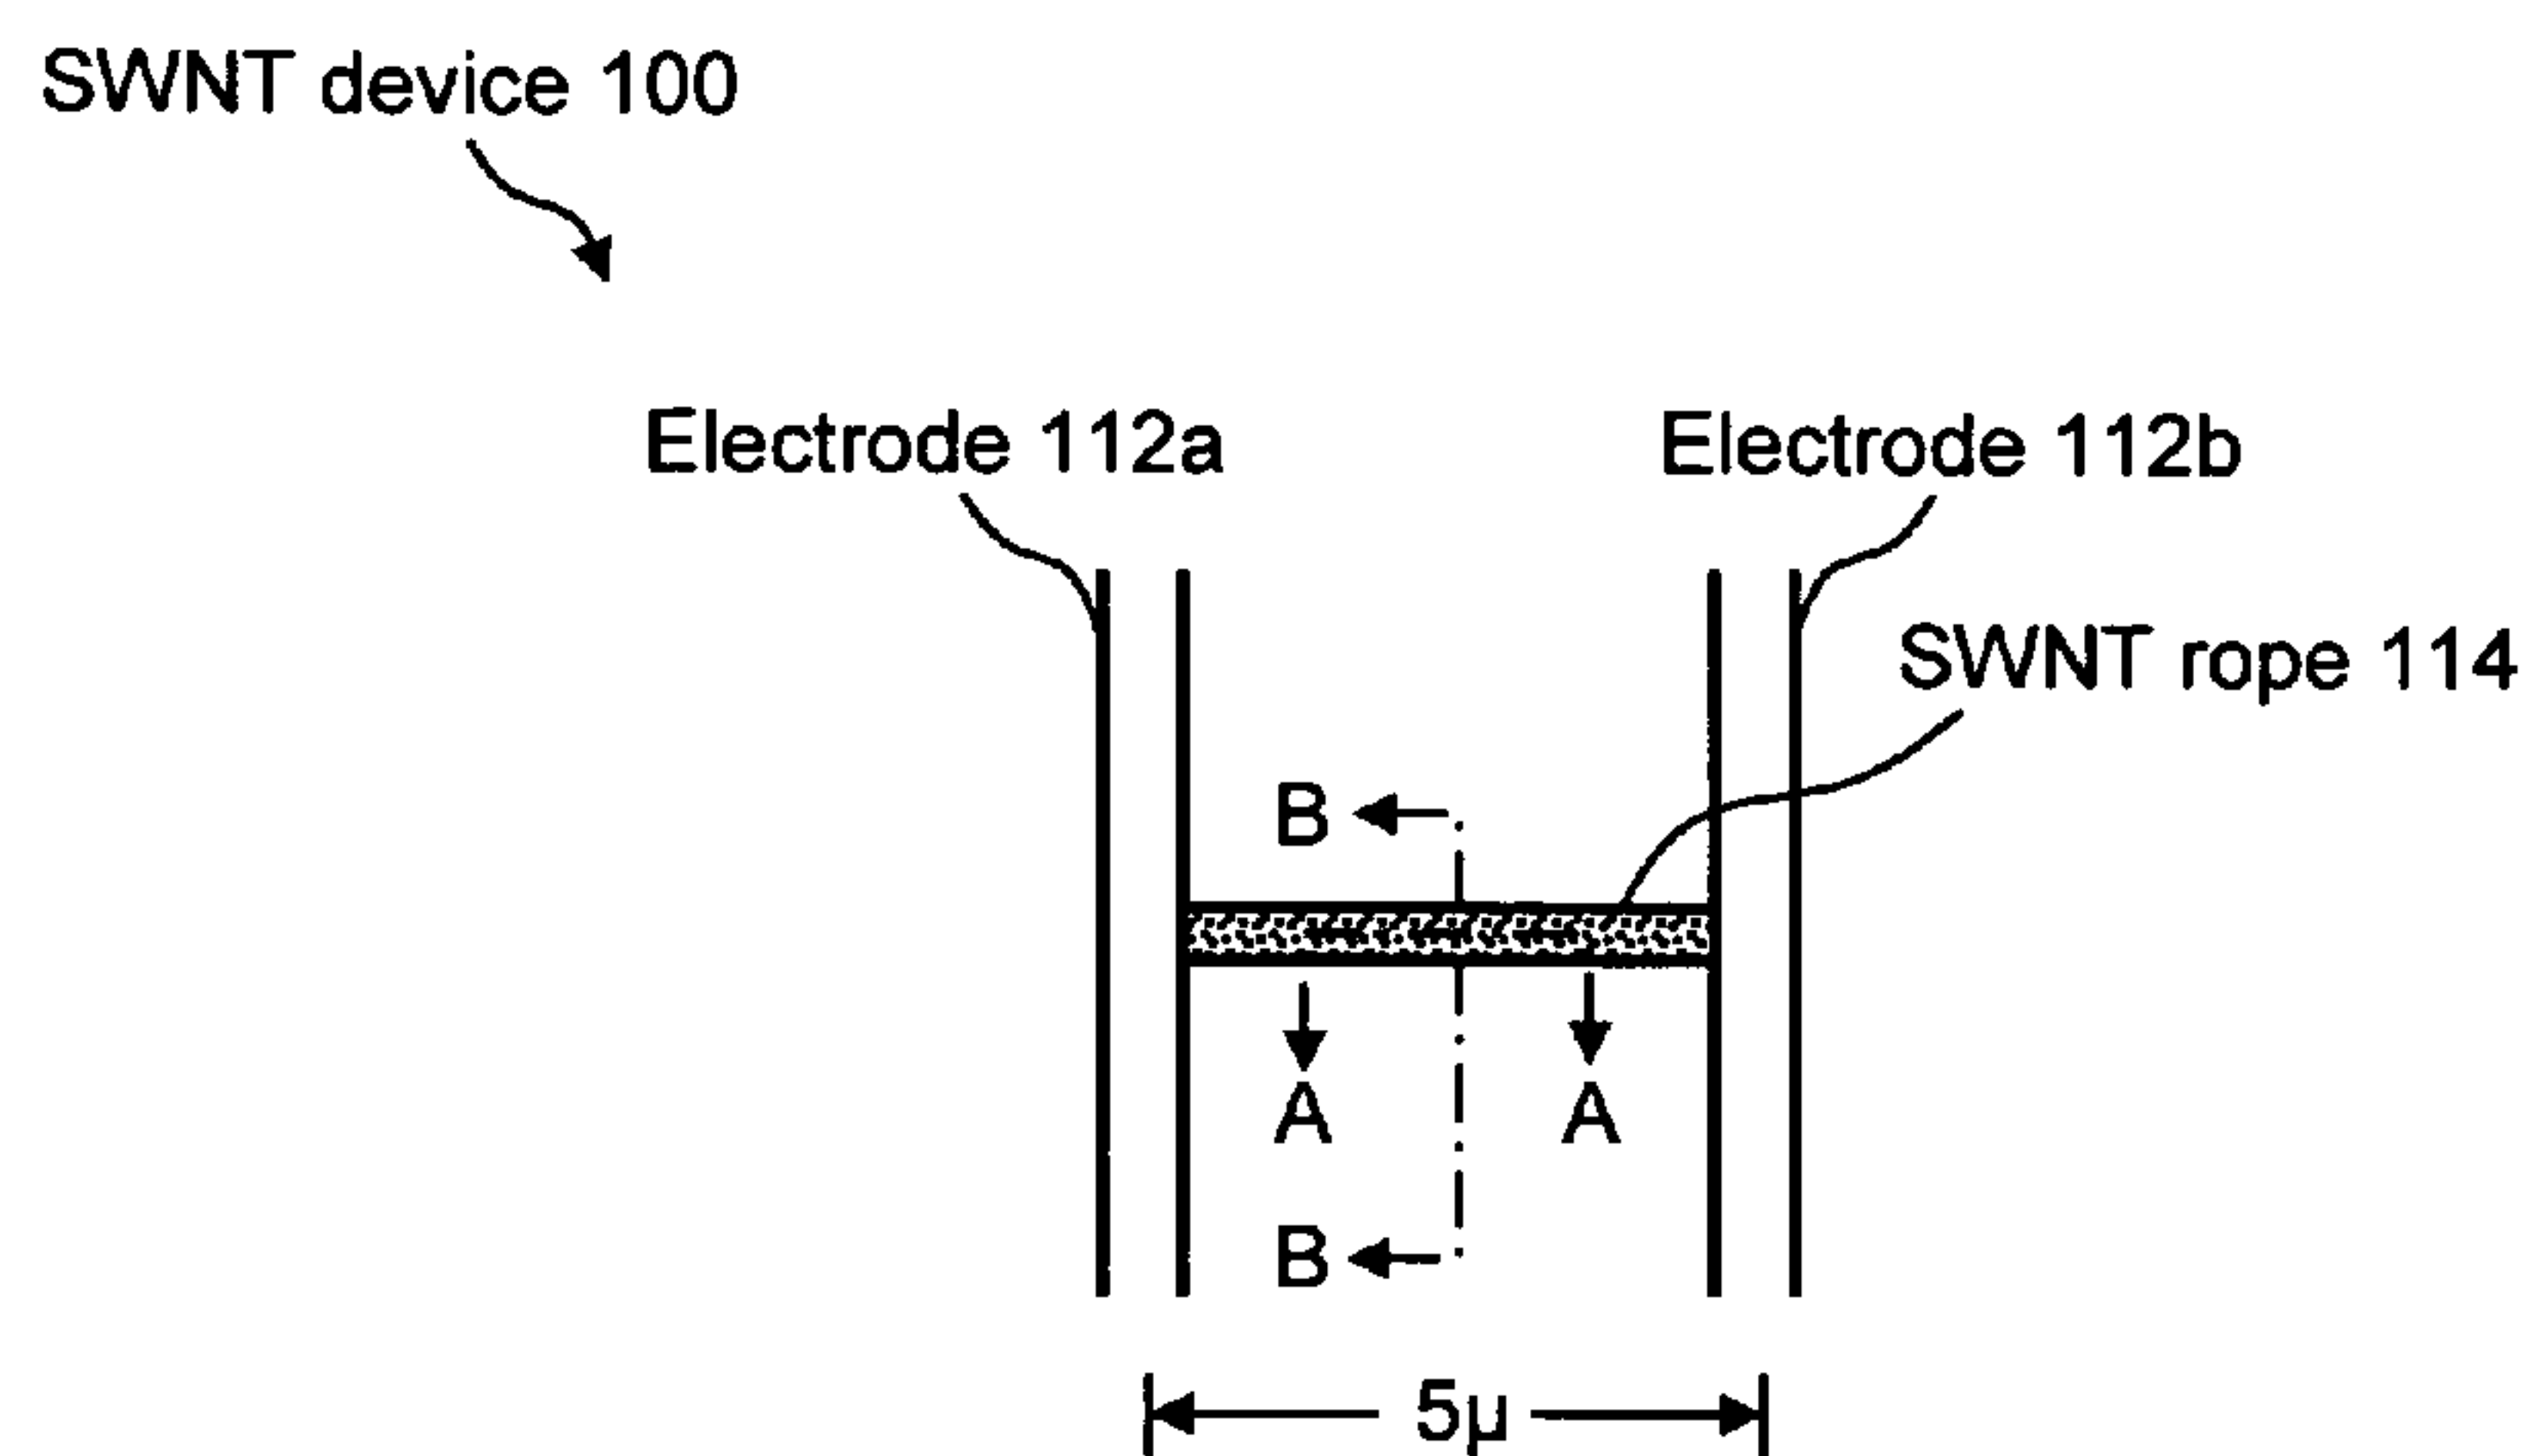 SWNT device 100
Electrode 112a
Electrode 112b
SWNT rope 114
B
A
A
B
5µ